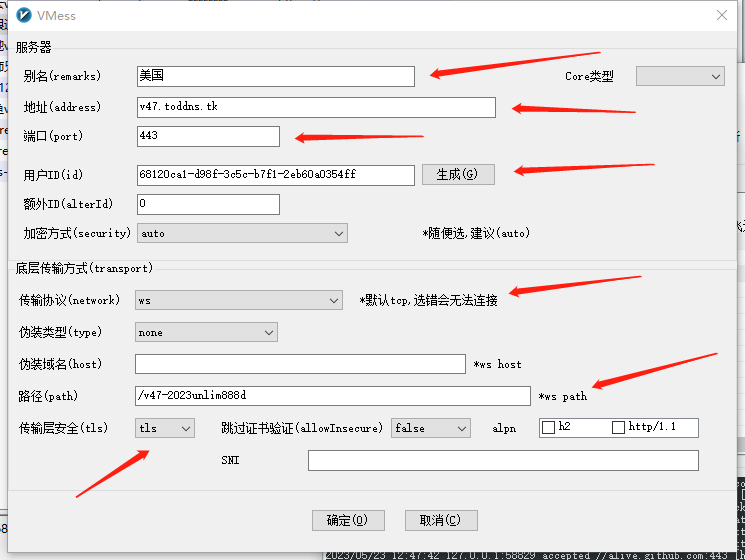 VMess
服务器
别名(remarks) 美国 Core类型
地址(address) v47.toddns.tk
端口(port) 443
用户ID(id) 68120ca1-d98f-3c5c-b7f1-2eb60a0354ff 生成(G)
额外ID(alterId) 0
加密方式(security) auto *随便选,建议(auto)
底层传输方式(transport)
传输协议(network) ws *默认tcp,选错会无法连接
伪装类型(type) none
伪装域名(host) *ws host
路径(path) /v47-2023unlim888d *ws path
传输层安全(tls) tls 跳过证书验证(allowInsecure) false alpn h2 http/1.1
SNI
确定(O) 取消(C)
2023/05/23 12:47:42 127.0.0.1:58829 accepted //alive.github.com:443